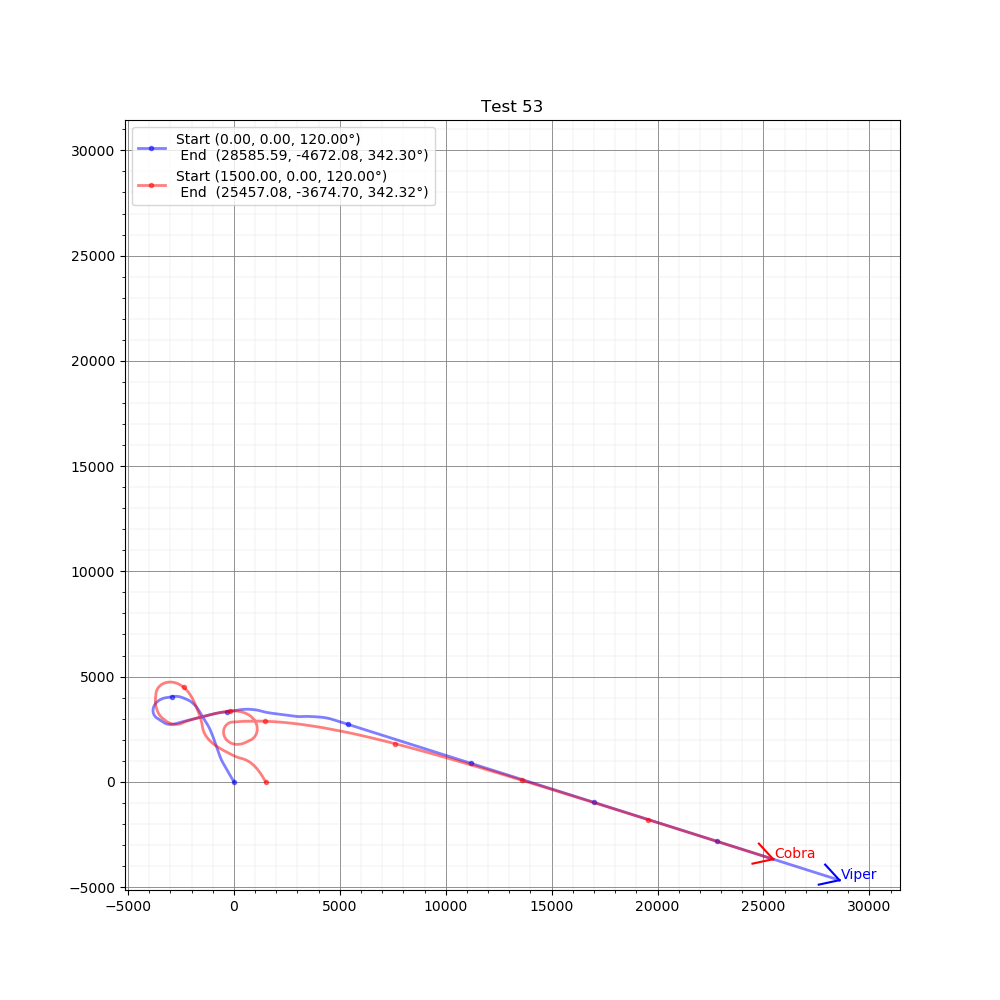 Test 53
Start (0.00, 0.00, 120.00°)
End (28585.59, -4672.08, 342.30°)
Start (1500.00, 0.00, 120.00°)
End (25457.08, -3674.70, 342.32°)
30000
25000
20000
15000
10000
5000
0
−5000
Cobra
Viper
−5000 0 5000 10000 15000 20000 25000 30000